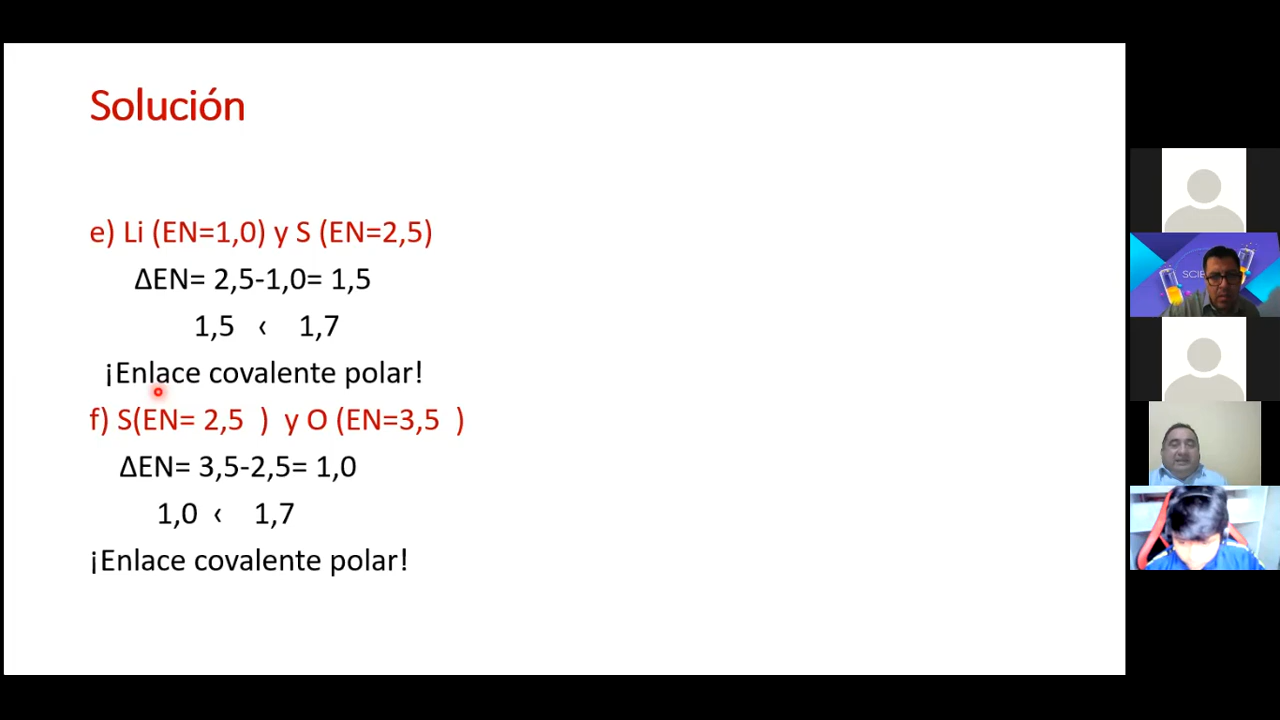 Solución
e) Li (EN=1,0) y S (EN=2,5)
ΔEN= 2,5-1,0= 1,5
1,5 ‹ 1,7
¡Enlace covalente polar!
f) S(EN= 2,5 ) y O (EN=3,5 )
ΔEN= 3,5-2,5= 1,0
1,0 ‹ 1,7
¡Enlace covalente polar!